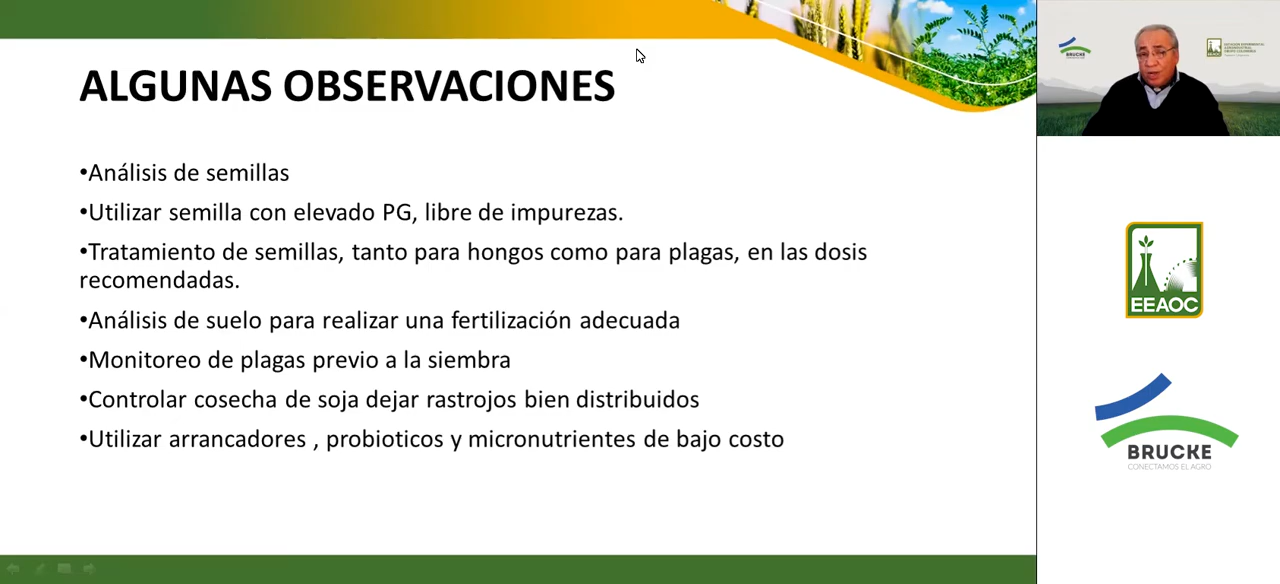 ALGUNAS OBSERVACIONES
•Análisis de semillas
•Utilizar semilla con elevado PG, libre de impurezas.
•Tratamiento de semillas, tanto para hongos como para plagas, en las dosis
recomendadas.
•Análisis de suelo para realizar una fertilización adecuada
•Monitoreo de plagas previo a la siembra
•Controlar cosecha de soja dejar rastrojos bien distribuidos
•Utilizar arrancadores , probioticos y micronutrientes de bajo costo
BRUCKE
EEAOC
BRUCKE
CONECTAMOS EL AGRO